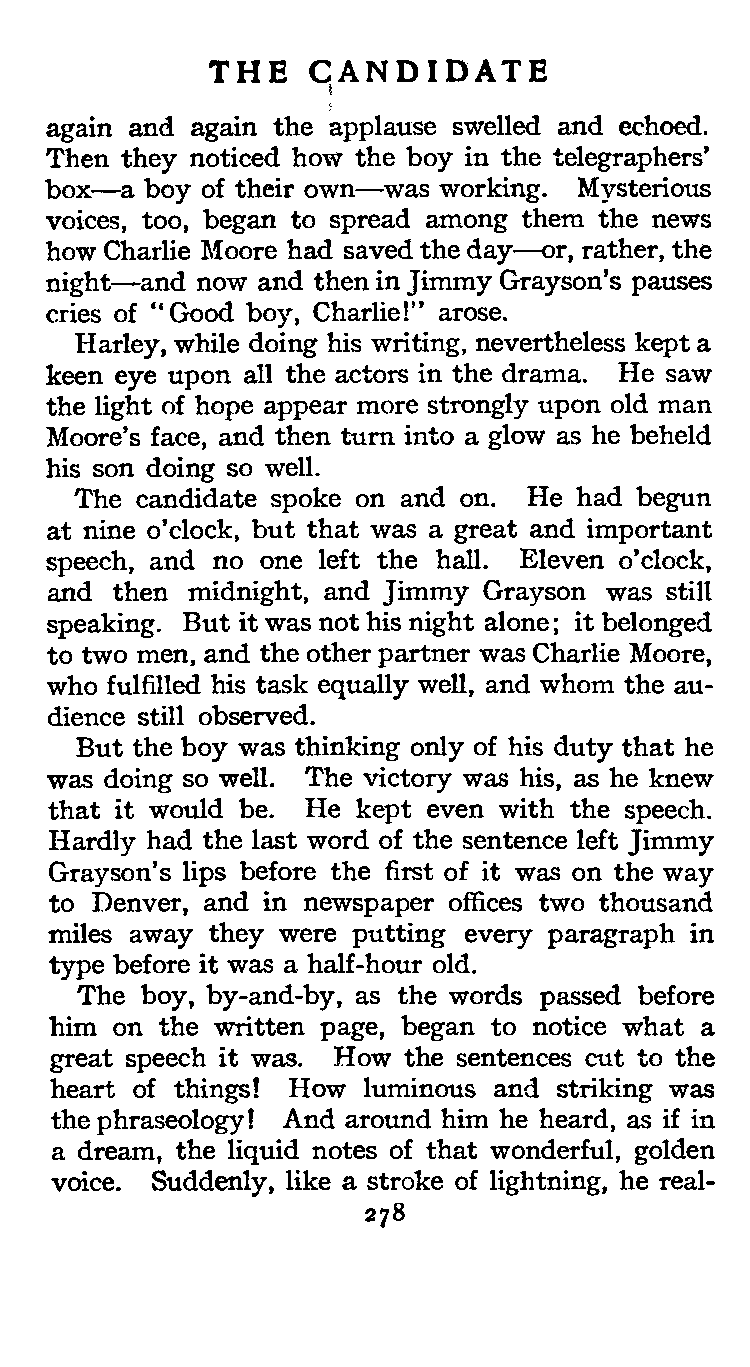 THE CANDIDATE
again and again the applause swelled and echoed.
Then they noticed how the boy in the telegraphers'
box—a boy of their own—was working. Mysterious
voices, too, began to spread among them the news
how Charlie Moore had saved the day—or, rather, the
night—and now and then in Jimmy Grayson's pauses
cries of "Good boy, Charlie!" arose.
Harley, while doing his writing, nevertheless kept a
keen eye upon all the actors in the drama. He saw
the light of hope appear more strongly upon old man
Moore's face, and then turn into a glow as he beheld
his son doing so well.
The candidate spoke on and on. He had begun
at nine o'clock, but that was a great and important
speech, and no one left the hall. Eleven o'clock,
and then midnight, and Jimmy Grayson was still
speaking. But it was not his night alone; it belonged
to two men, and the other partner was Charlie Moore,
who fulfilled his task equally well, and whom the au-
dience still observed.
But the boy was thinking only of his duty that he
was doing so well. The victory was his, as he knew
that it would be. He kept even with the speech.
Hardly had the last word of the sentence left Jimmy
Grayson's lips before the first of it was on the way
to Denver, and in newspaper offices two thousand
miles away they were putting every paragraph in
type before it was a half-hour old.
The boy, by-and-by, as the words passed before
him on the written page, began to notice what a
great speech it was. How the sentences cut to the
heart of things! How luminous and striking was
the phraseology! And around him he heard, as if in
a dream, the liquid notes of that wonderful, golden
voice. Suddenly, like a stroke of lightning, he real-
278